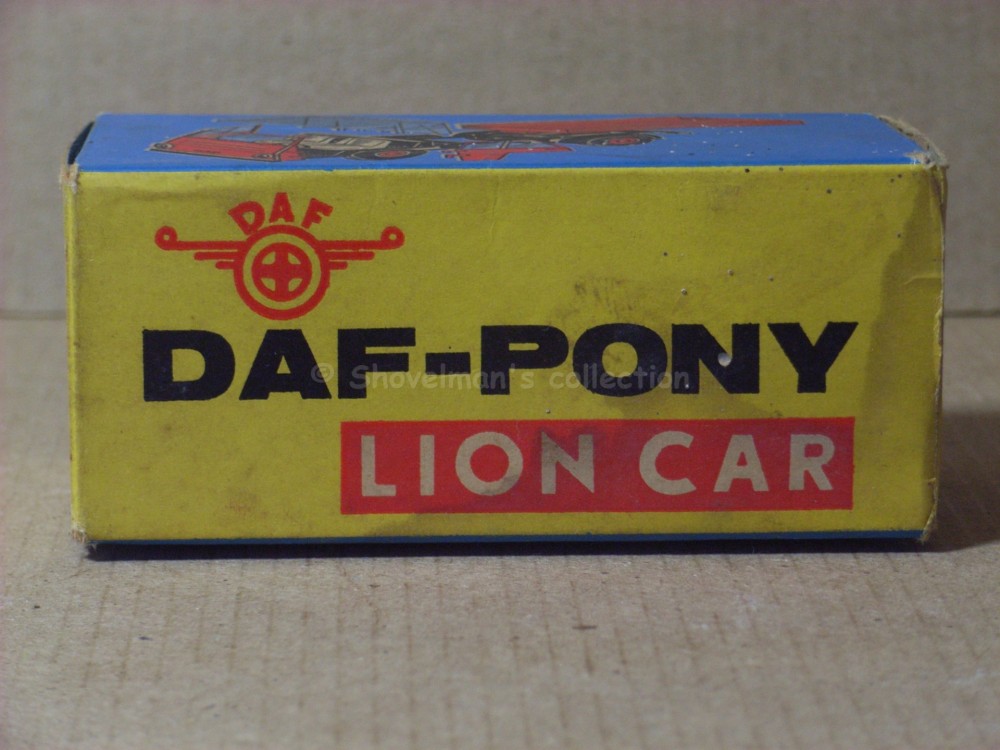 DAF
DAF-PONY
© Shovelman's collection
LION CAR